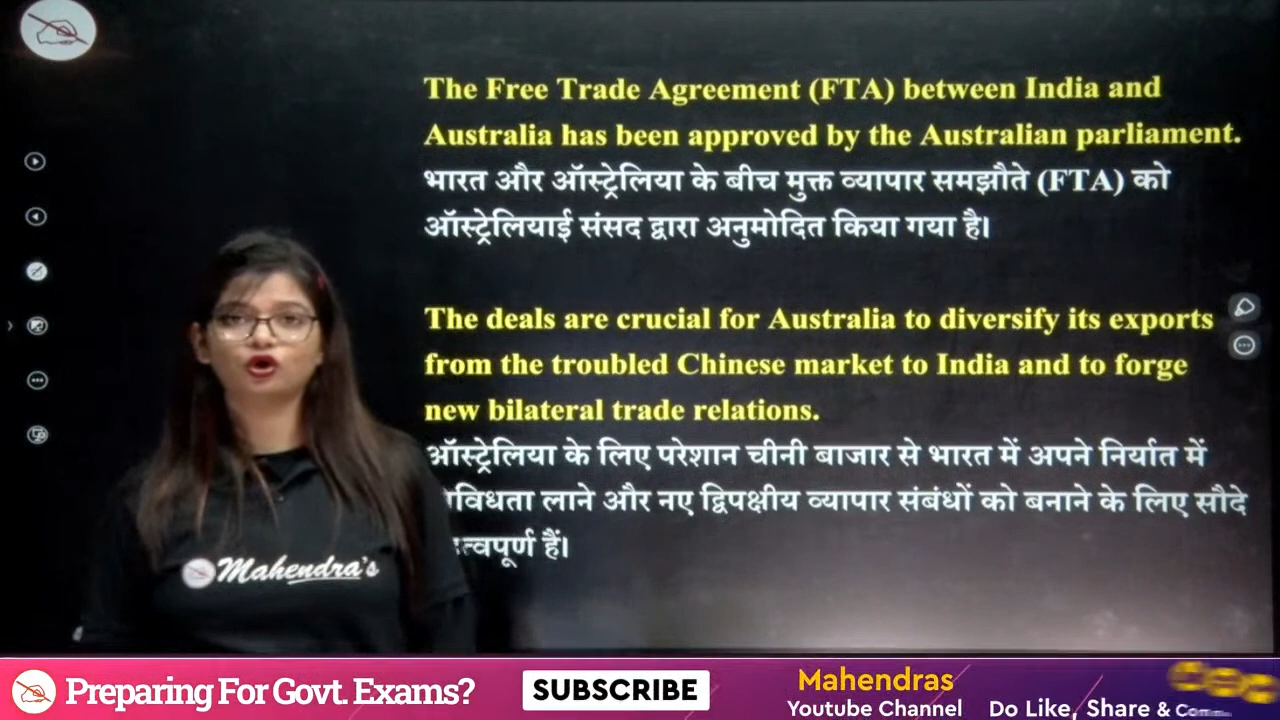 The Free Trade Agreement (FTA) between India and
Australia has been approved by the Australian parliament.
भारत और ऑस्ट्रेलिया के बीच मुक्त व्यापार समझौते (FTA) को
ऑस्ट्रेलियाई संसद द्वारा अनुमोदित किया गया है।
The deals are crucial for Australia to diversify its exports
from the troubled Chinese market to India and to forge
new bilateral trade relations.
ऑस्ट्रेलिया के लिए परेशान चीनी बाजार से भारत में अपने निर्यात में
लाने और नए द्विपक्षीय व्यापार संबंधों को बनाने के लिए सौदे
हैं।
Mahendra's
Preparing For Govt. Exams?
SUBSCRIBE
Mahendras
Youtube Channel
Do Like, Share &